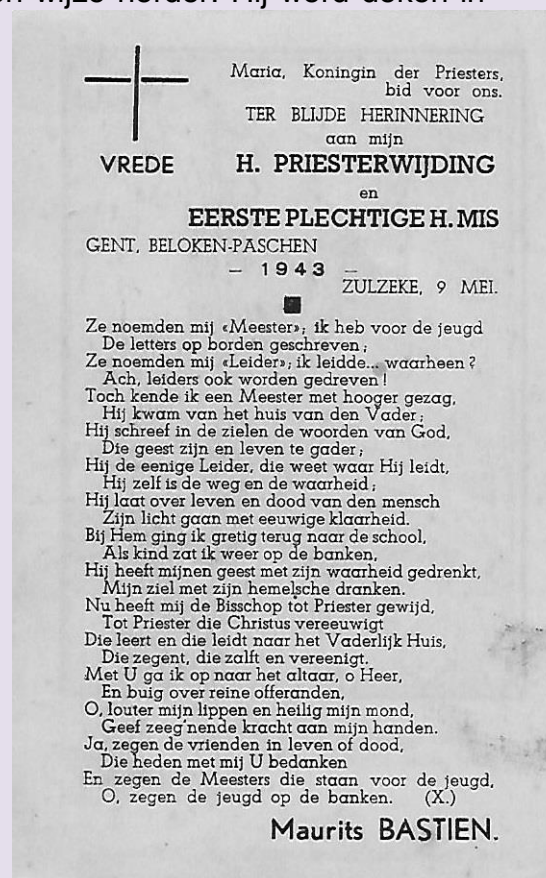 wijze herder. Hij werd deken in
Maria, Koningin der Priesters,
bid voor ons.
TER BLIJDE HERINNERING
aan mijn
VREDE
H. PRIESTERWIJDING
en
EERSTE PLECHTIGE H. MIS
GENT, BELOKEN-PASCHEN
– 1943 –
ZULZEKE, 9 MEI.
Ze noemden mij «Meester»; ik heb voor de jeugd
De letters op borden geschreven;
Ze noemden mij «Leider»; ik leidde... waarheen?
Ach, leiders ook worden gedreven!
Toch kende ik een Meester met hooger gezag,
Hij kwam van het huis van den Vader;
Hij schreef in de zielen de woorden van God,
Die geest zijn en leven te gader;
Hij de eenige Leider, die weet waar Hij leidt,
Hij zelf is de weg en de waarheid;
Hij laat over leven en dood van den mensch
Zijn licht gaan met eeuwige klaarheid.
Bij Hem ging ik gretig terug naar de school,
Als kind zat ik weer op de banken,
Hij heeft mijnen geest met zijn waarheid gedrenkt,
Mijn ziel met zijn hemelsche dranken.
Nu heeft mij de Bisschop tot Priester gewijd,
Tot Priester die Christus vereeuwigt
Die leert en die leidt naar het Vaderlijk Huis,
Die zegent, die zalft en vereenigt.
Met U ga ik op naar het altaar, o Heer,
En buig over reine offeranden,
O, louter mijn lippen en heilig mijn mond,
Geef zeeg'nende kracht aan mijn handen.
Ja, zegen de vrienden in leven of dood,
Die heden met mij U bedanken
En zegen de Meesters die staan voor de jeugd,
O, zegen de jeugd op de banken. (X.)
Maurits BASTIEN.